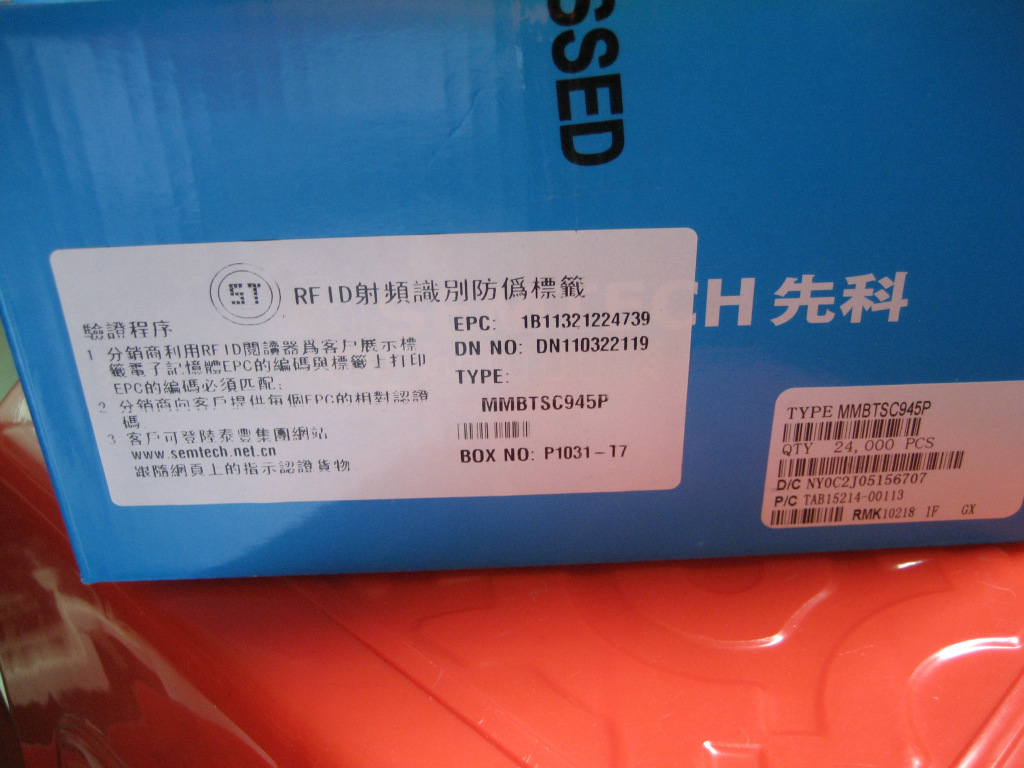 SSED
ST RFID射頻識別防僞標籤
驗證程序
1 分銷商利用RFID閱讀器爲客戶展示標
籤電子記憶體EPC的編碼與標籤上打印
EPC的編碼必須匹配;
2 分銷商向客戶提供每個EPC的相對認證
碼
3 客戶可登陸泰豐集團網站
www.semtech.net.cn
跟隨網頁上的指示認證貨物
EPC: 1B11321224739
DN NO: DN110322119
TYPE:
MMBTSC945P
BOX NO: P1031-T7
SEMTECH 先科
TYPE MMBTSC945P
QTY 24,000 PCS
D/C NY0C2J05156707
P/C TAB15214-00113
RMK10218 1F GX